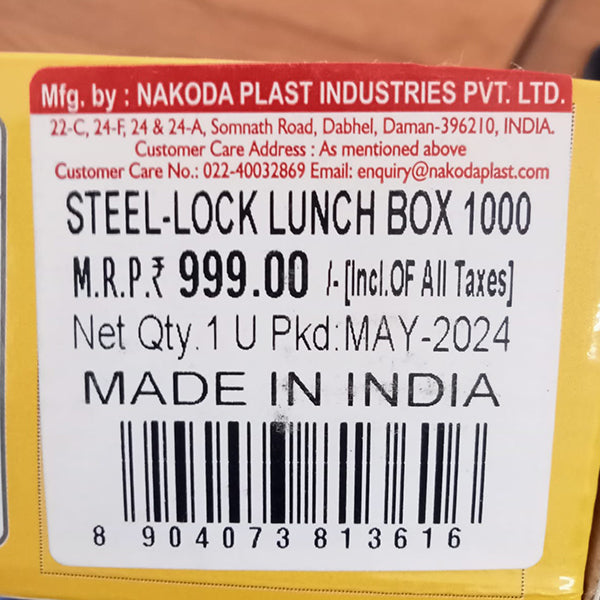 Mfg. by : NAKODA PLAST INDUSTRIES PVT. LTD.
22-C, 24-F, 24 & 24-A, Somnath Road, Dabhel, Daman-396210, INDIA.
Customer Care Address : As mentioned above
Customer Care No.: 022-40032869 Email: enquiry@nakodaplast.com
STEEL-LOCK LUNCH BOX 1000
M.R.P.₹ 999.00 /- [Incl.OF All Taxes]
Net Qty.1 U Pkd:MAY-2024
MADE IN INDIA
8 904073 813616